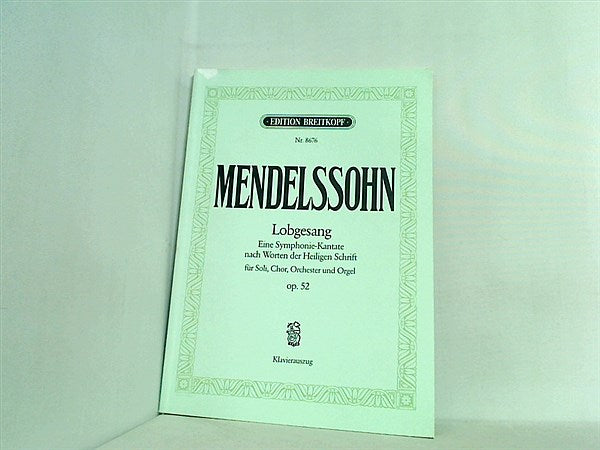 · EDITION BREITKOPF ·
Nr. 8676
MENDELSSOHN
Lobgesang
Eine Symphonie-Kantate
nach Worten der Heiligen Schrift
für Soli, Chor, Orchester und Orgel
op. 52
Klavierauszug